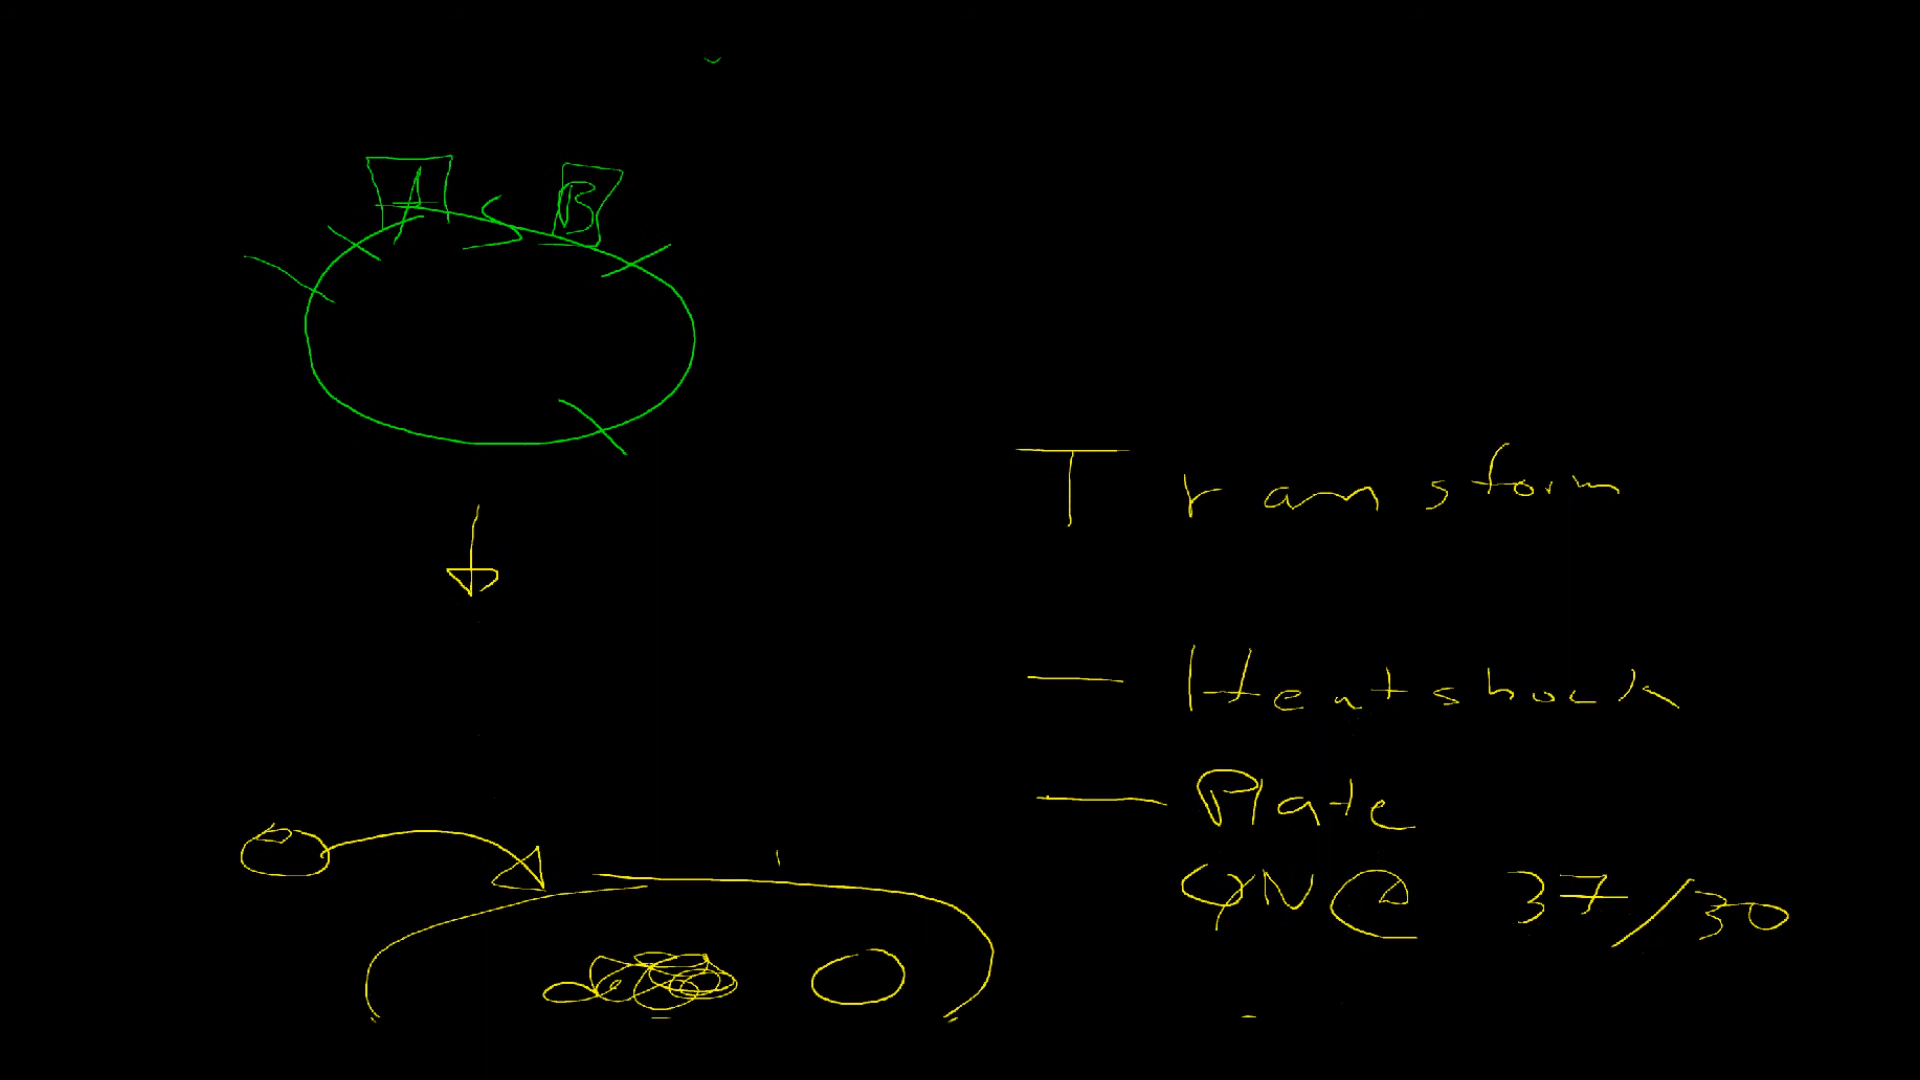 A S B
Transform
- Heatshock
- Plate
ON @ 37/30